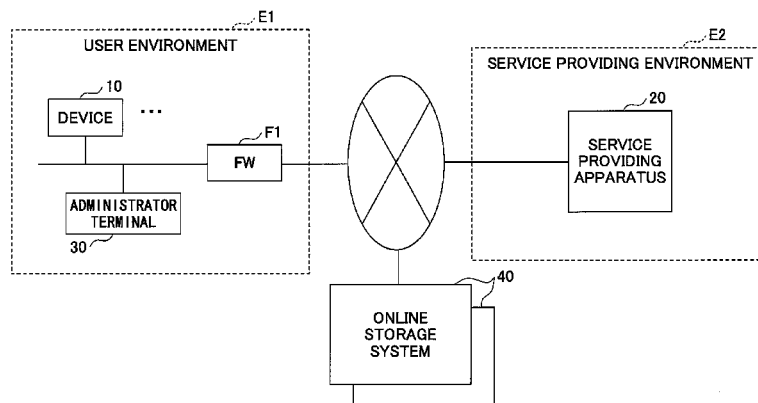 E1
USER ENVIRONMENT
10
DEVICE
...
F1
FW
ADMINISTRATOR
TERMINAL
30
E2
SERVICE PROVIDING ENVIRONMENT
20
SERVICE
PROVIDING
APPARATUS
40
ONLINE
STORAGE
SYSTEM